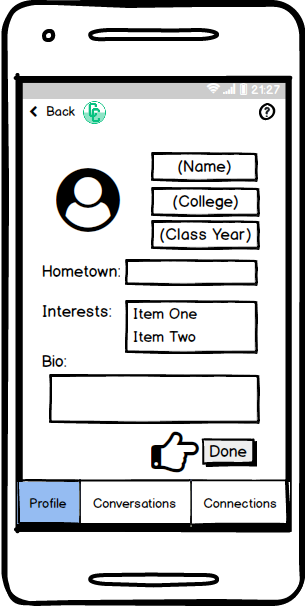 21:27
Back
(Name)
(College)
(Class Year)
Hometown:
Interests:
Item One
Item Two
Bio:
Done
Profile
Conversations
Connections